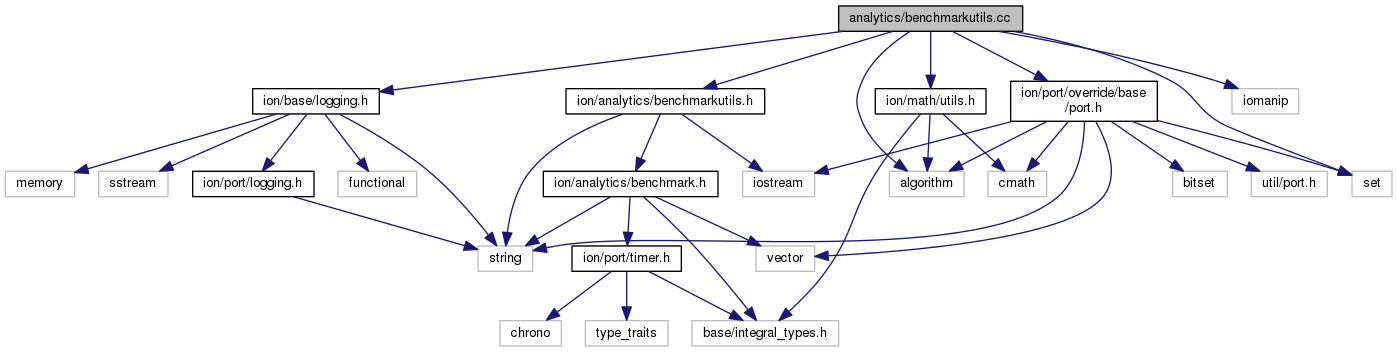 analytics/benchmarkutils.cc
ion/base/logging.h
ion/analytics/benchmarkutils.h
ion/math/utils.h
ion/port/override/base
/port.h
iomanip
memory
sstream
ion/port/logging.h
functional
ion/analytics/benchmark.h
iostream
algorithm
cmath
bitset
util/port.h
set
string
ion/port/timer.h
vector
chrono
type_traits
base/integral_types.h